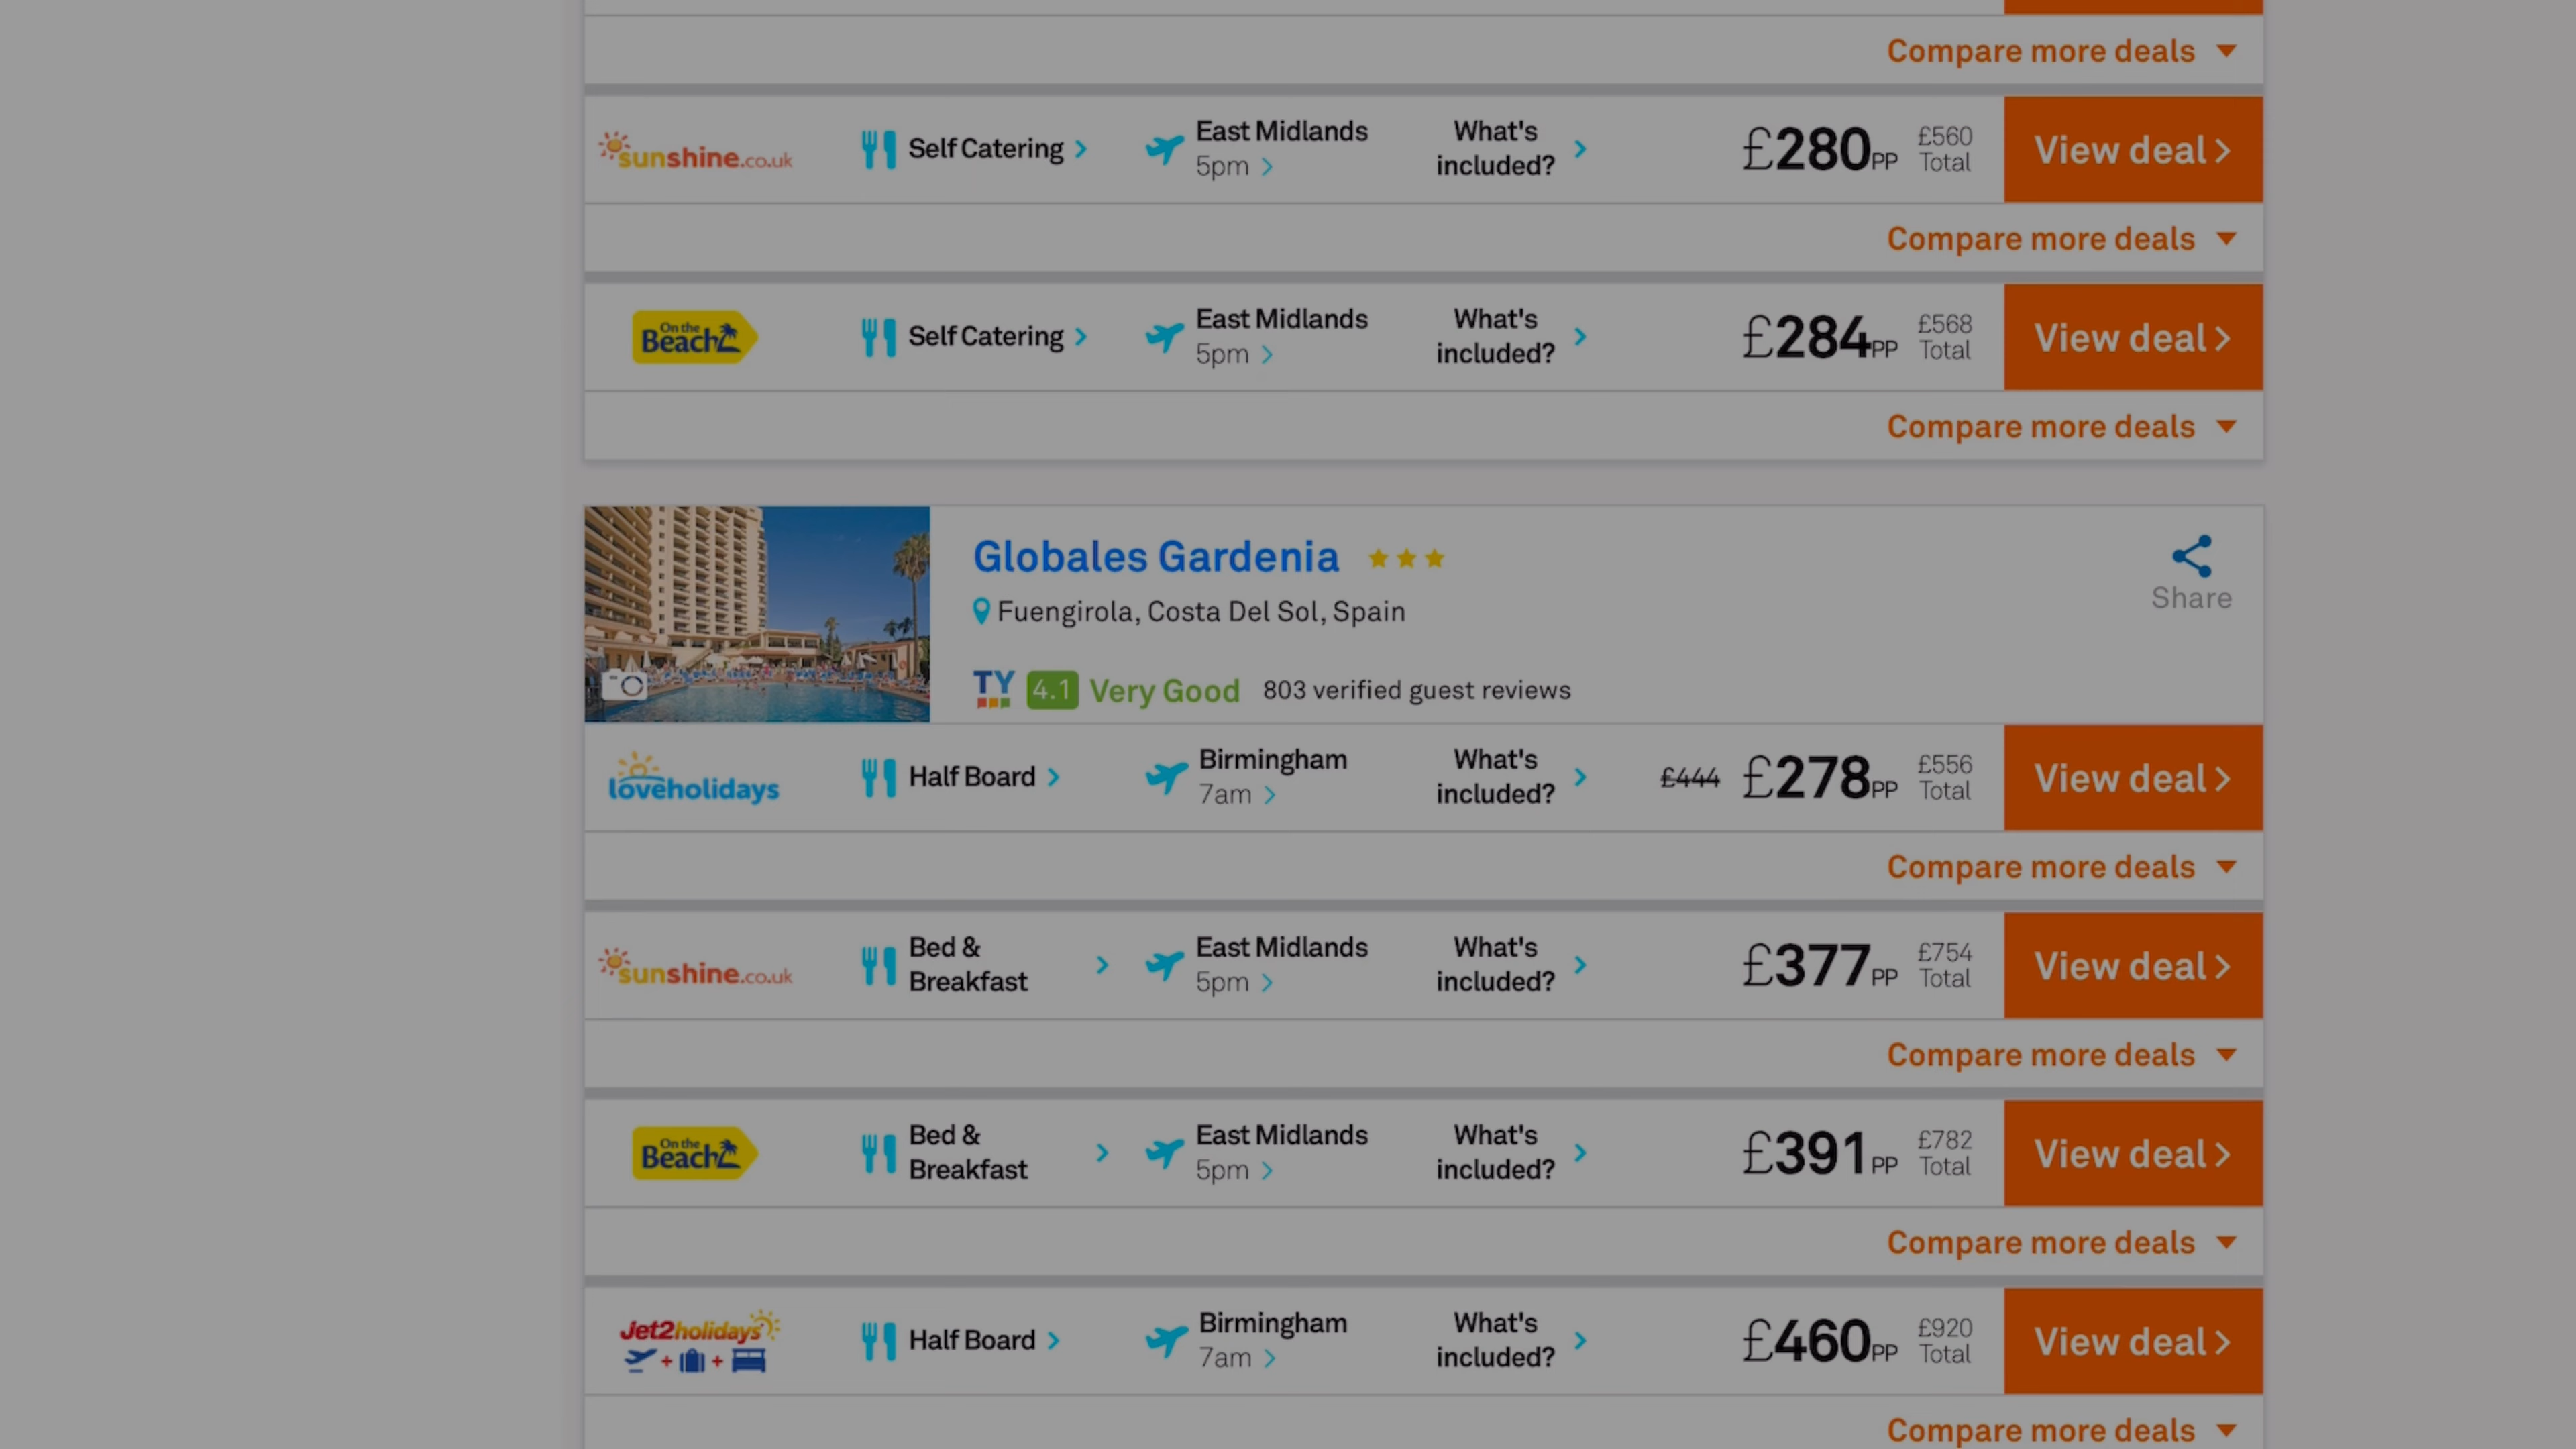 Compare more deals
sunshine.co.uk
Self Catering
East Midlands
5pm
What's
included?
£280PP
£560
Total
View deal
Compare more deals
On the
Beach
Self Catering
East Midlands
5pm
What's
included?
£284PP
£568
Total
View deal
Compare more deals
Globales Gardenia
Share
Fuengirola, Costa Del Sol, Spain
TY 4.1 Very Good 803 verified guest reviews
loveholidays
Half Board
Birmingham
7am
What's
included?
£444 £278PP
£556
Total
View deal
Compare more deals
sunshine.co.uk
Bed &
Breakfast
East Midlands
5pm
What's
included?
£377PP
£754
Total
View deal
Compare more deals
On the
Beach
Bed &
Breakfast
East Midlands
5pm
What's
included?
£391PP
£782
Total
View deal
Compare more deals
Jet2holidays
Half Board
Birmingham
7am
What's
included?
£460PP
£920
Total
View deal
Compare more deals